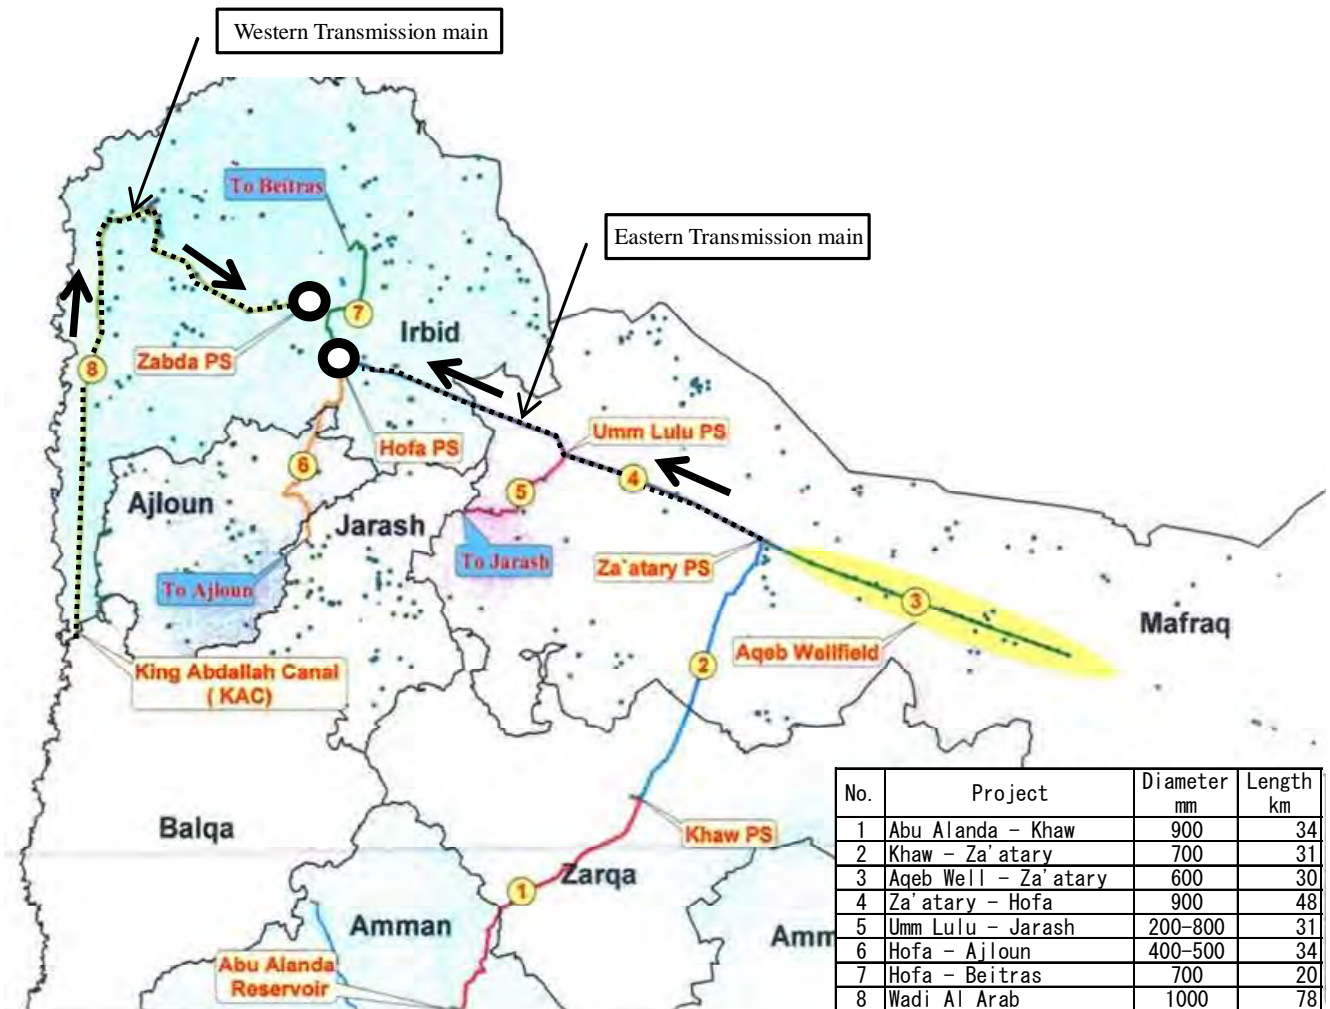 Western Transmission main
To Beitras
Eastern Transmission main
7
Irbid
Zabda PS
8
Hofa PS
Umm Lulu PS
6
4
5
Ajloun
Jarash
To Jarash
Za'atary PS
To Ajloun
3
Mafraq
Aqeb Wellfield
2
King Abdallah Canal
( KAC)
Balqa
Khaw PS
Zarqa
1
Amman
Amm
Abu Alanda
Reservoir
No. Project Diameter mm Length km
1 Abu Alanda - Khaw 900 34
2 Khaw - Za'atary 700 31
3 Aqeb Well - Za'atary 600 30
4 Za'atary - Hofa 900 48
5 Umm Lulu - Jarash 200-800 31
6 Hofa - Ajloun 400-500 34
7 Hofa - Beitras 700 20
8 Wadi Al Arab 1000 78